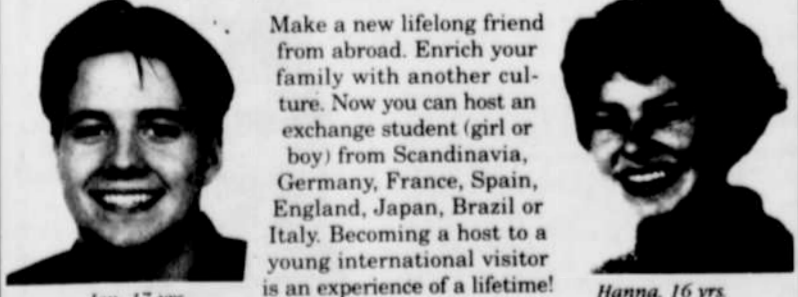 Make a new lifelong friend
from abroad. Enrich your
family with another cul-
ture. Now you can host an
exchange student (girl or
boy) from Scandinavia,
Germany, France, Spain,
England, Japan, Brazil or
Italy. Becoming a host to a
young international visitor
is an experience of a lifetime!
17 yrs.
Hanna, 16 yrs.